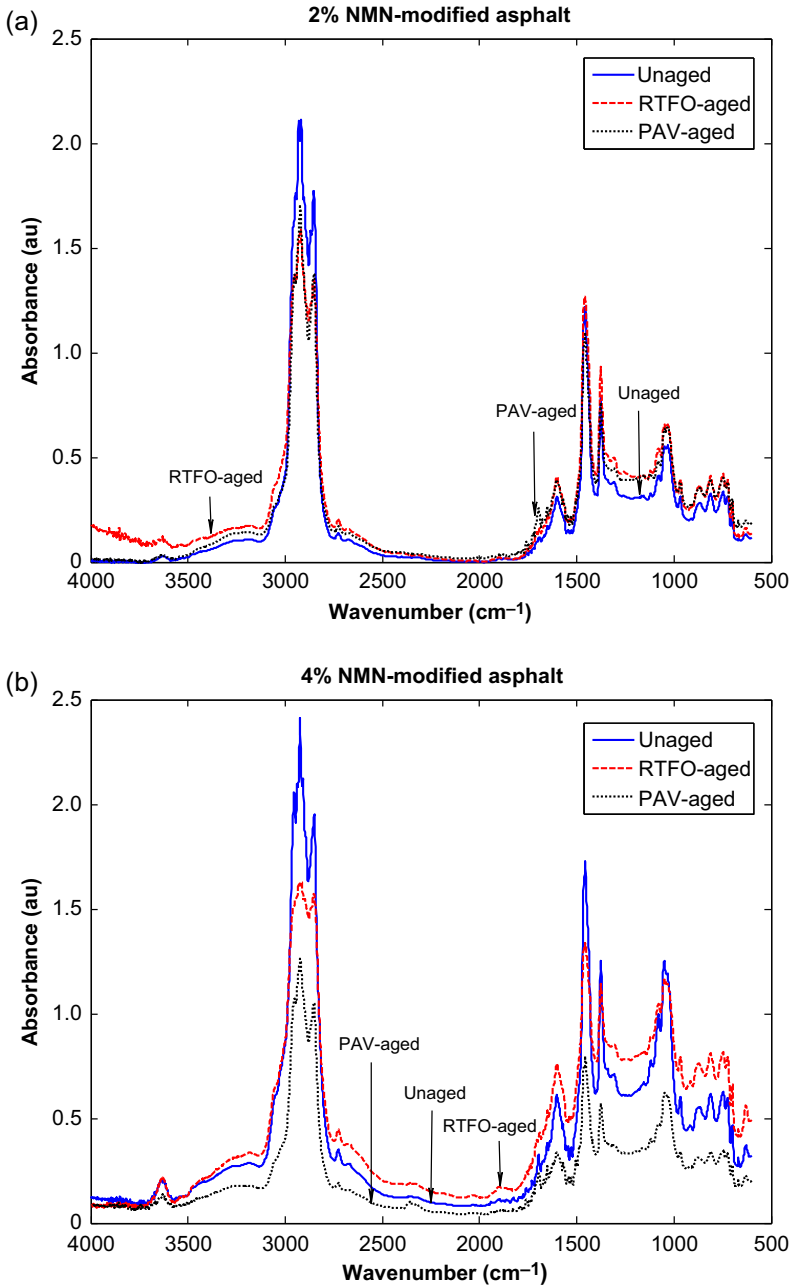 (a)
2% NMN-modified asphalt
2.5
2.0
1.5
1.0
0.5
0
Absorbance (au)
Unaged
RTFO-aged
PAV-aged
RTFO-aged
PAV-aged
Unaged
4000 3500 3000 2500 2000 1500 1000 500
Wavenumber (cm⁻¹)
(b)
4% NMN-modified asphalt
2.5
2.0
1.5
1.0
0.5
0
Absorbance (au)
Unaged
RTFO-aged
PAV-aged
PAV-aged
Unaged
RTFO-aged
4000 3500 3000 2500 2000 1500 1000 500
Wavenumber (cm⁻¹)